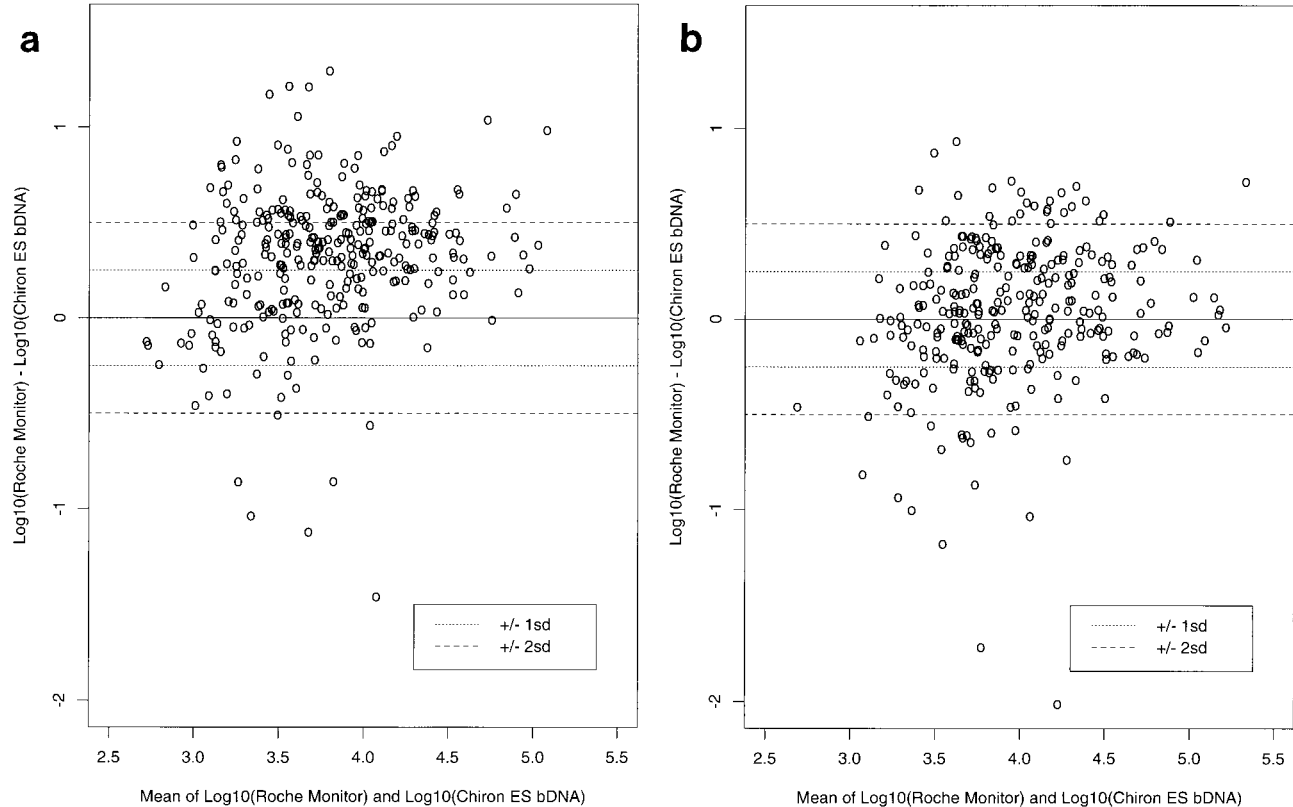 a
Log10(Roche Monitor) - Log10(Chiron ES bDNA)
1
0
-1
-2
+/- 1sd
+/- 2sd
2.5 3.0 3.5 4.0 4.5 5.0 5.5
Mean of Log10(Roche Monitor) and Log10(Chiron ES bDNA)
b
Log10(Roche Monitor) - Log10(Chiron ES bDNA)
1
0
-1
-2
+/- 1sd
+/- 2sd
2.5 3.0 3.5 4.0 4.5 5.0 5.5
Mean of Log10(Roche Monitor) and Log10(Chiron ES bDNA)